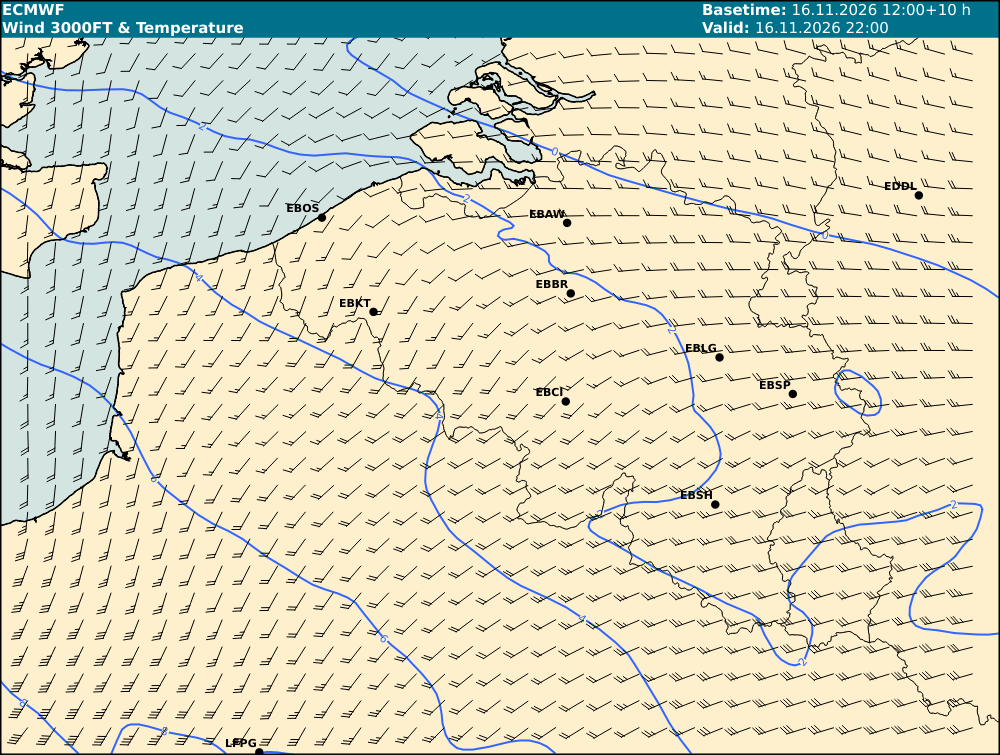 ECMWF
Wind 3000FT & Temperature
Basetime: 16.11.2026 12:00+10 h
Valid: 16.11.2026 22:00
2
0
EDDL
2
EBOS
EBAW
0
4
EBBR
EBKT
2
EBLG
EBSP
EBCI
4
6
EBSH
2
2
4
6
2
8
8
LFPG